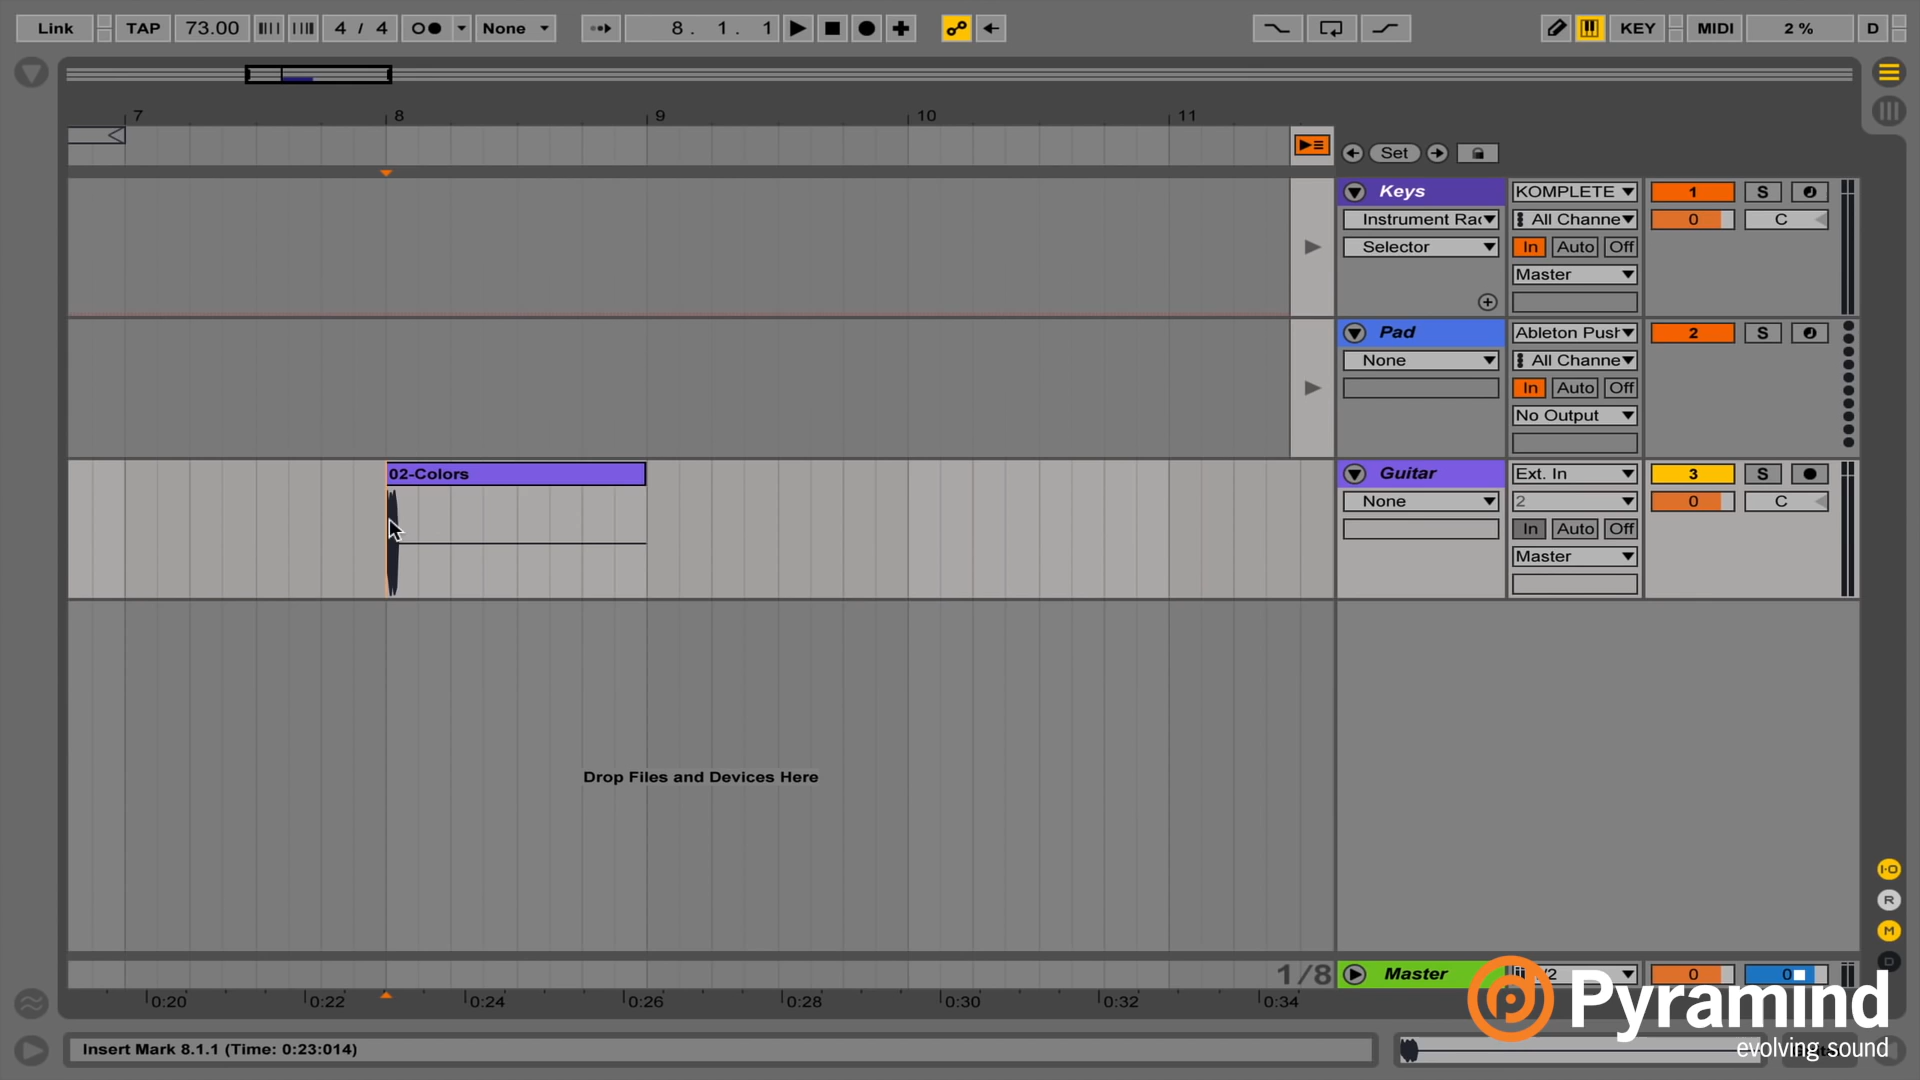 Link TAP 73.00 4 / 4 None 8. 1. 1 KEY MIDI 2 % D
7 8 9 10 11
Set
Keys KOMPLETE 1 S
Instrument Rac All Channe 0 C
Selector In Auto Off
Master
Pad Ableton Push 2 S
None All Channe
In Auto Off
No Output
02-Colors
Guitar Ext. In 3 S
None 2 0 C
In Auto Off
Master
Drop Files and Devices Here
I-O
R
M
D
1/8 Master /2 0 0
0:20 0:22 0:24 0:26 0:28 0:30 0:32 0:34
Pyramind
evolving sound
Insert Mark 8.1.1 (Time: 0:23:014)